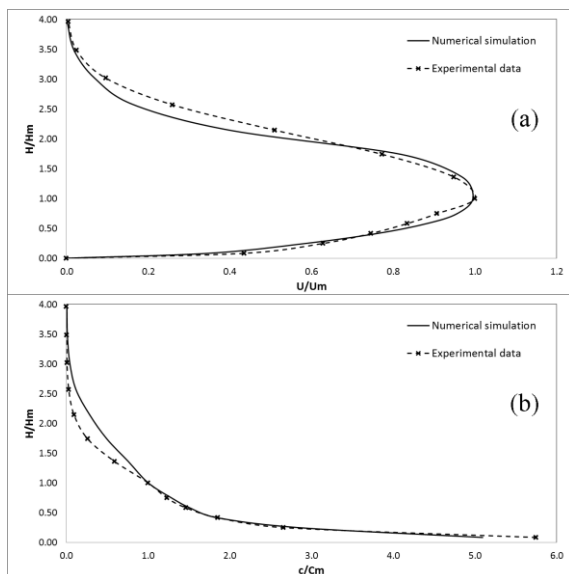 4.00
3.50
3.00
2.50
2.00
1.50
1.00
0.50
0.00
H/Hm
Numerical simulation
Experimental data
(a)
0.0 0.2 0.4 0.6 0.8 1.0 1.2
U/Um
4.00
3.50
3.00
2.50
2.00
1.50
1.00
0.50
0.00
H/Hm
Numerical simulation
Experimental data
(b)
0.0 1.0 2.0 3.0 4.0 5.0 6.0
c/Cm